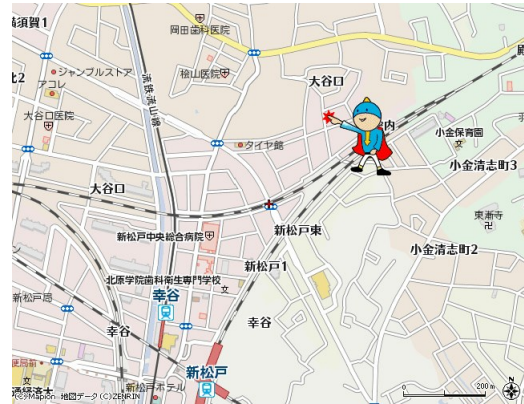 岡田歯科医院
桧山医院
ジャンブルストア
アコレ
大谷口医院
流鉄流山線
大谷口
タイヤ館
小金保育園
小金清志町3
東漸寺
大谷口
新松戸中央総合病院
新松戸東
小金清志町2
新松戸1
北原学院歯科衛生専門学校
幸谷
新松戸局
幸谷
幸谷
新松戸
新松戸ホテル
200m
(C)Mapion 地図データ(C)ZENRIN